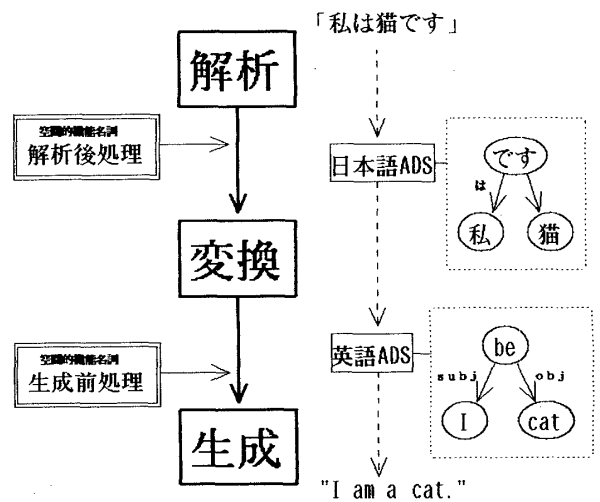 「私は猫です」
解析
空間的機能名詞
解析後処理
日本語ADS
です
は
私
猫
変換
英語ADS
be
subj
obj
I
cat
空間的機能名詞
生成前処理
生成
"I am a cat."